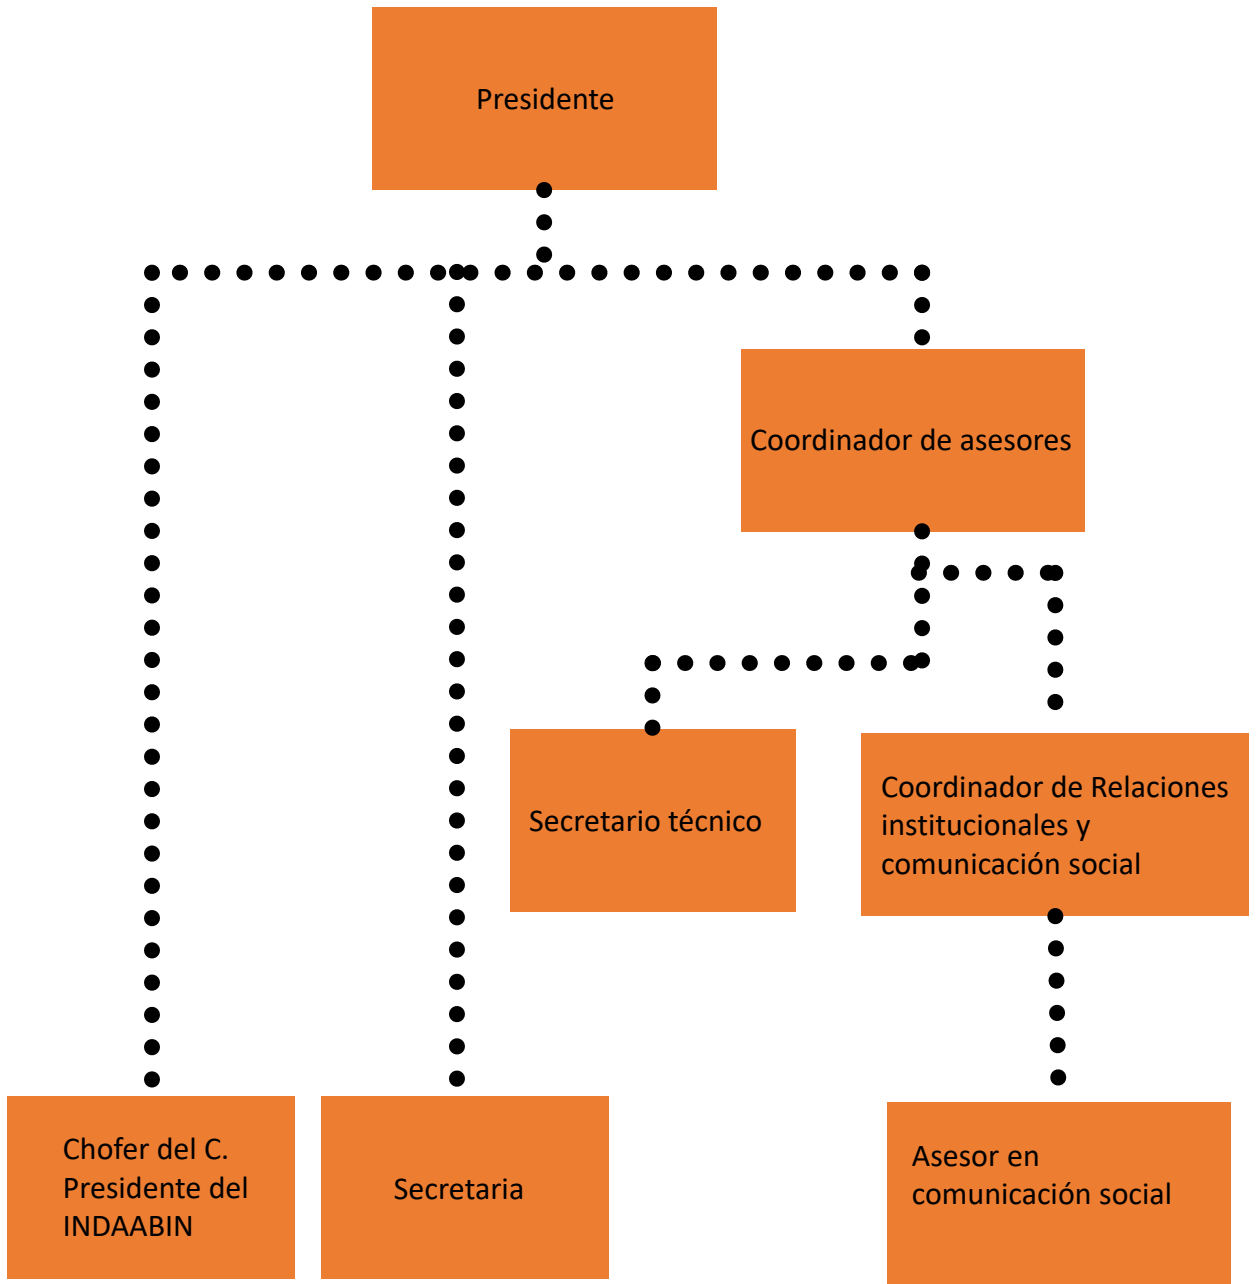 Presidente
Coordinador de asesores
Secretario técnico
Coordinador de Relaciones
institucionales y
comunicación social
Chofer del C.
Presidente del
INDAABIN
Secretaria
Asesor en
comunicación social